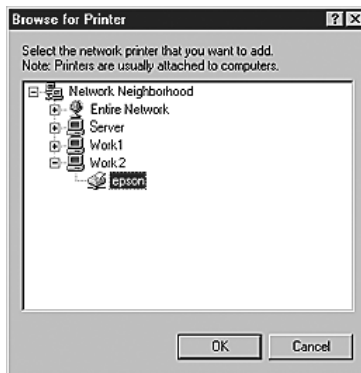 Browse for Printer
Select the network printer that you want to add.
Note: Printers are usually attached to computers.
Network Neighborhood
Entire Network
Server
Work1
Work2
epson
OK
Cancel